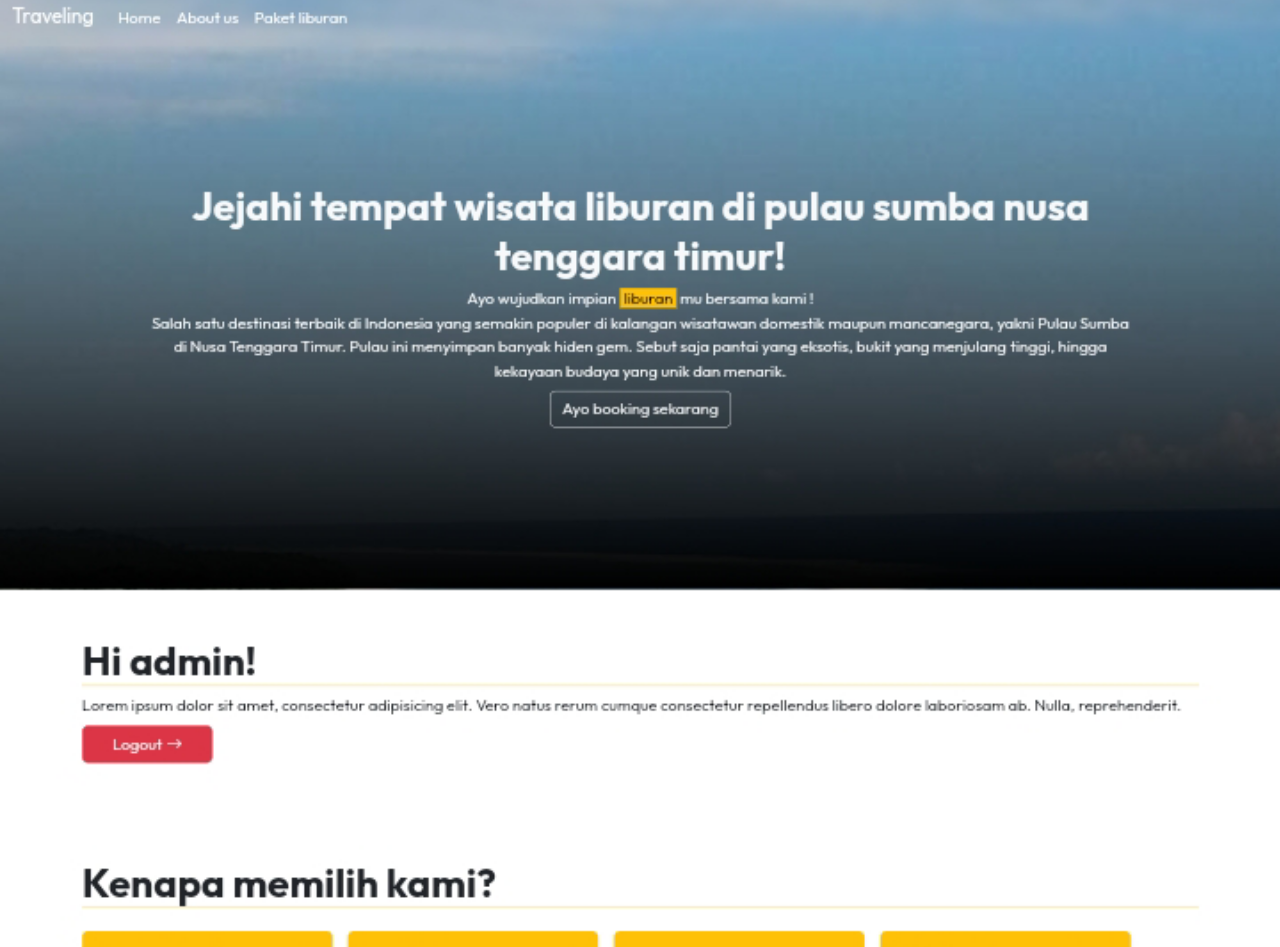 Traveling Home About us Paket liburan
Jejahi tempat wisata liburan di pulau sumba nusa
tenggara timur!
Ayo wujudkan impian liburan mu bersama kami !
Salah satu destinasi terbaik di Indonesia yang semakin populer di kalangan wisatawan domestik maupun mancanegara, yakni Pulau Sumba
di Nusa Tenggara Timur. Pulau ini menyimpan banyak hiden gem. Sebut saja pantai yang eksotis, bukit yang menjulang tinggi, hingga
kekayaan budaya yang unik dan menarik.
Ayo booking sekarang
Hi admin!
Lorem ipsum dolor sit amet, consectetur adipisicing elit. Vero natus rerum cumque consectetur repellendus libero dolore laboriosam ab. Nulla, reprehenderit.
Logout →
Kenapa memilih kami?